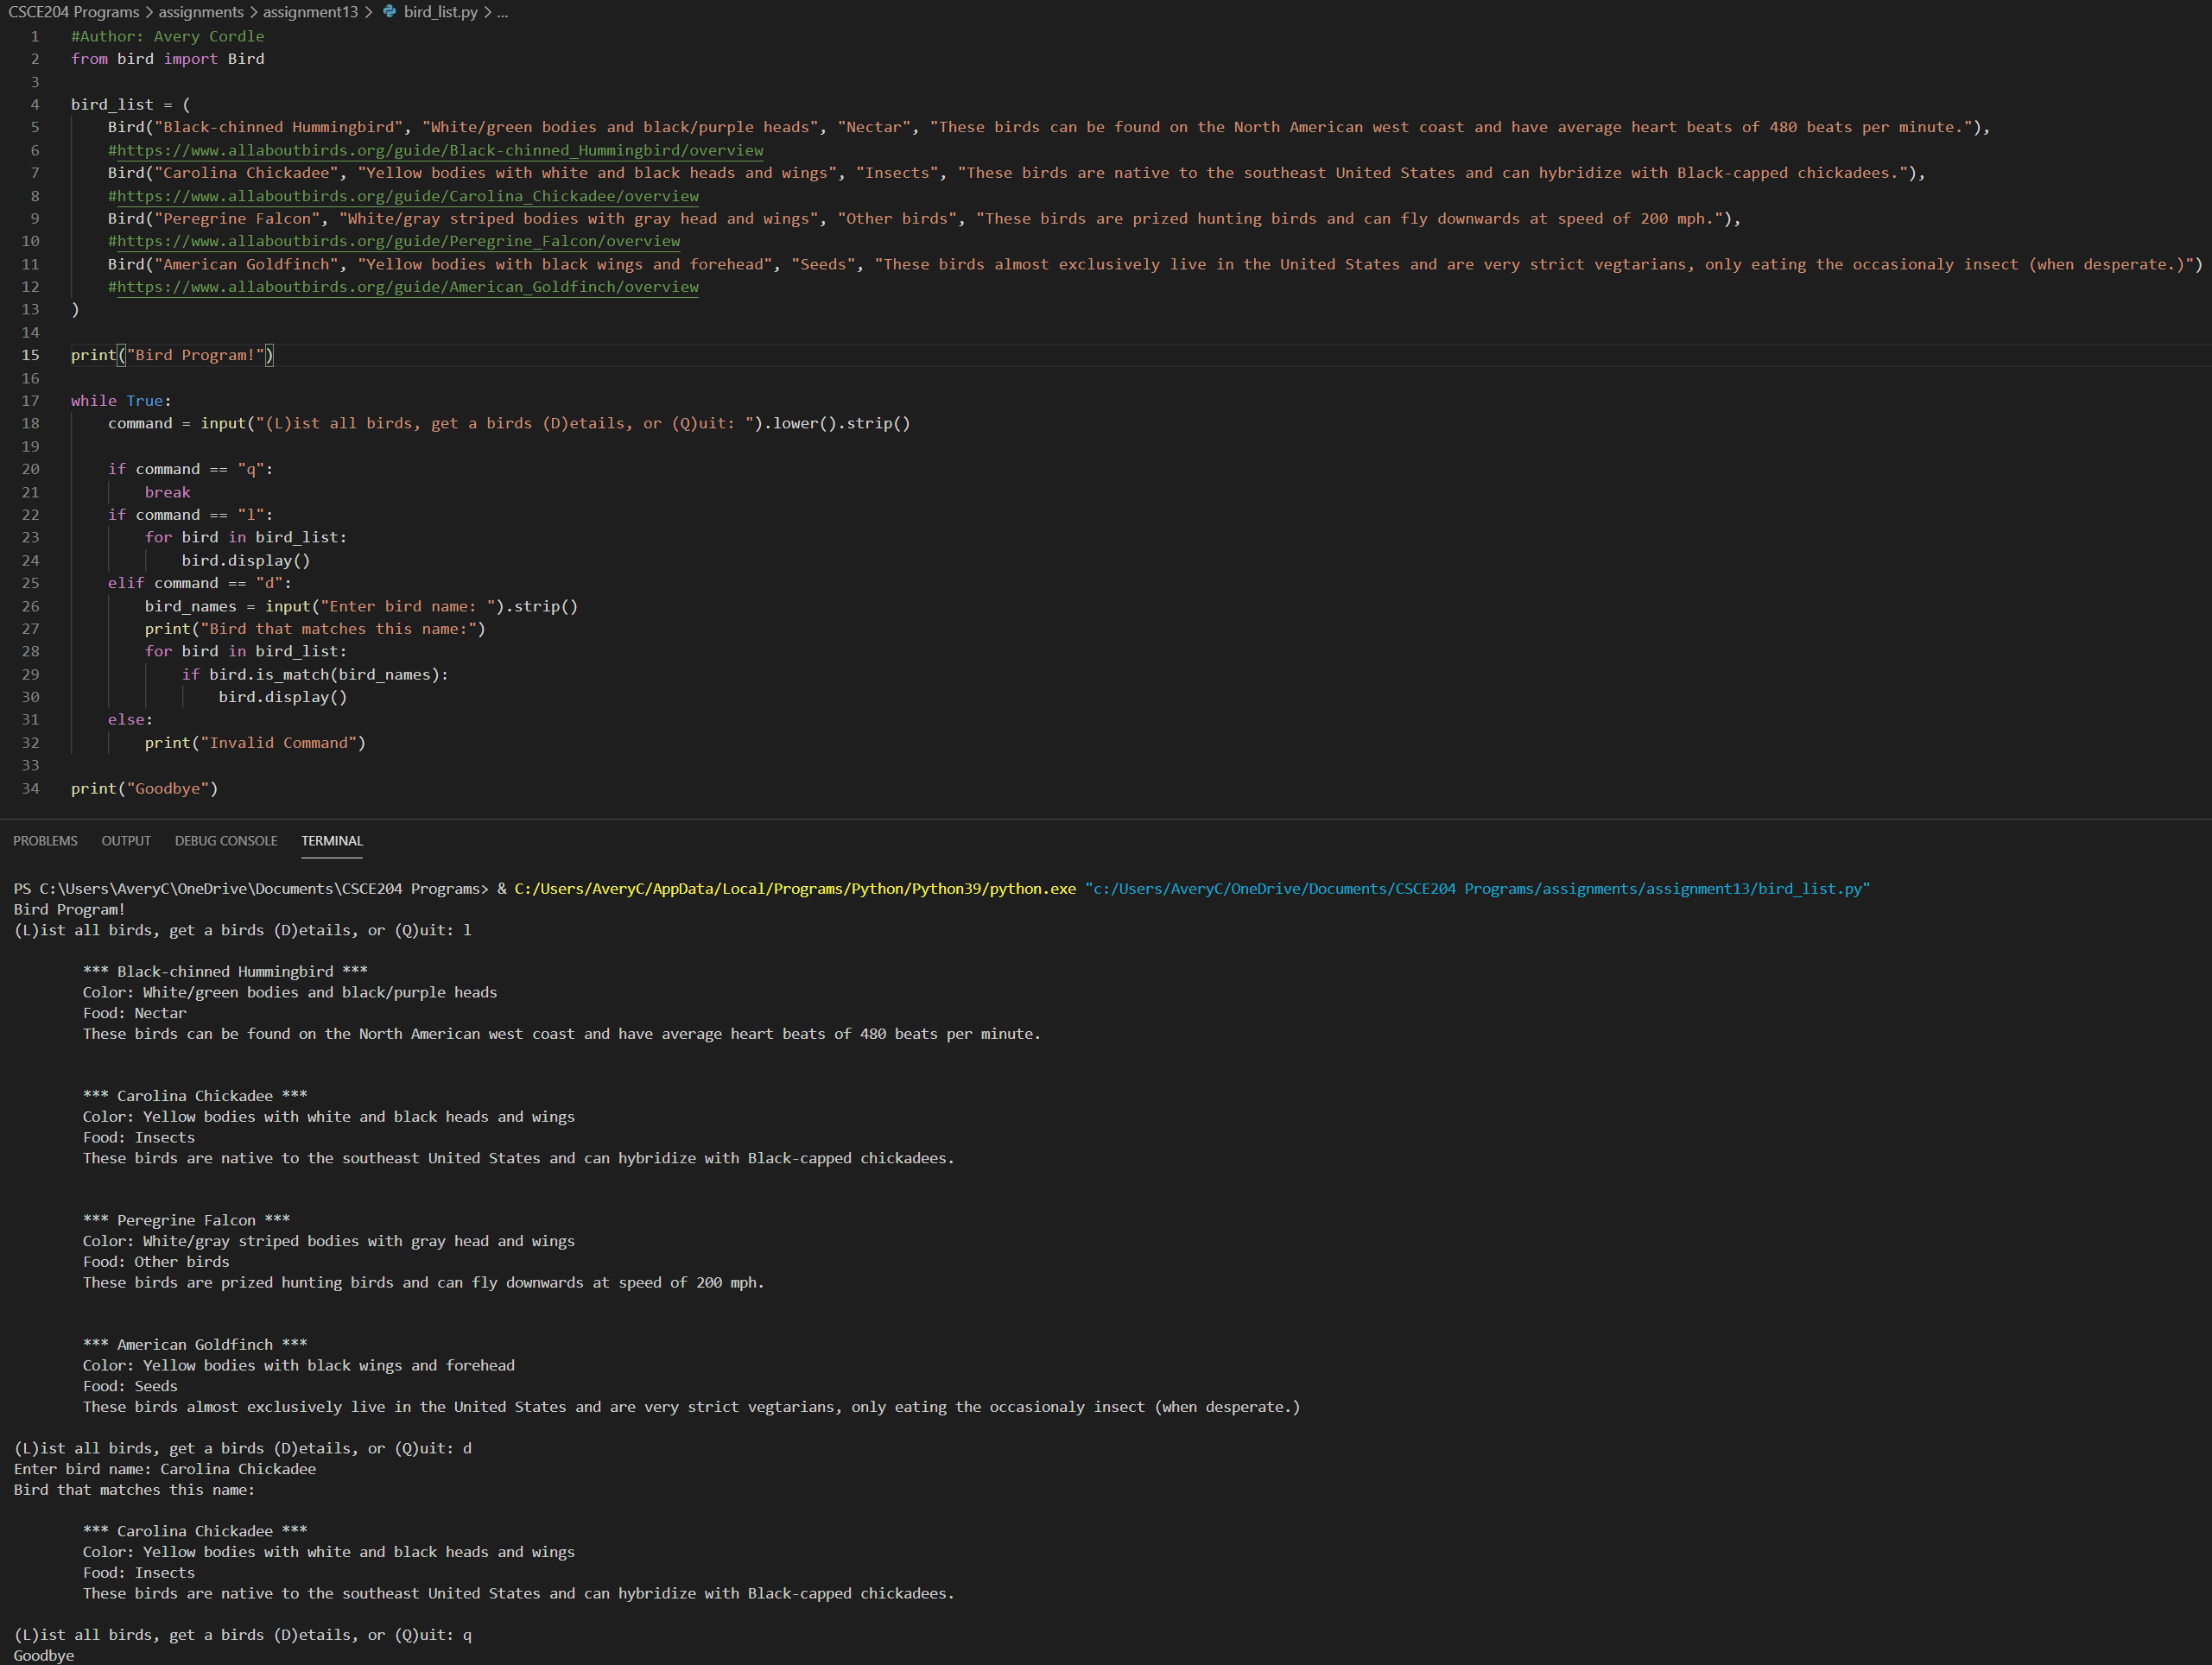 CSCE204 Programs > assignments > assignment13 > bird_list.py > ...
1 #Author: Avery Cordle
2 from bird import Bird
3
4 bird_list = (
5 Bird("Black-chinned Hummingbird", "White/green bodies and black/purple heads", "Nectar", "These birds can be found on the North American west coast and have average heart beats of 480 beats per minute."),
6 #https://www.allaboutbirds.org/guide/Black-chinned_Hummingbird/overview
7 Bird("Carolina Chickadee", "Yellow bodies with white and black heads and wings", "Insects", "These birds are native to the southeast United States and can hybridize with Black-capped chickadees."),
8 #https://www.allaboutbirds.org/guide/Carolina_Chickadee/overview
9 Bird("Peregrine Falcon", "White/gray striped bodies with gray head and wings", "Other birds", "These birds are prized hunting birds and can fly downwards at speed of 200 mph."),
10 #https://www.allaboutbirds.org/guide/Peregrine_Falcon/overview
11 Bird("American Goldfinch", "Yellow bodies with black wings and forehead", "Seeds", "These birds almost exclusively live in the United States and are very strict vegtarians, only eating the occasionaly insect (when desperate.)")
12 #https://www.allaboutbirds.org/guide/American_Goldfinch/overview
13 )
14
15 print("Bird Program!")
16
17 while True:
18 command = input("(L)ist all birds, get a birds (D)etails, or (Q)uit: ").lower().strip()
19
20 if command == "q":
21 break
22 if command == "l":
23 for bird in bird_list:
24 bird.display()
25 elif command == "d":
26 bird_names = input("Enter bird name: ").strip()
27 print("Bird that matches this name:")
28 for bird in bird_list:
29 if bird.is_match(bird_names):
30 bird.display()
31 else:
32 print("Invalid Command")
33
34 print("Goodbye")
PROBLEMS OUTPUT DEBUG CONSOLE TERMINAL
PS C:\Users\AveryC\OneDrive\Documents\CSCE204 Programs> & C:/Users/AveryC/AppData/Local/Programs/Python/Python39/python.exe "c:/Users/AveryC/OneDrive/Documents/CSCE204 Programs/assignments/assignment13/bird_list.py"
Bird Program!
(L)ist all birds, get a birds (D)etails, or (Q)uit: l
*** Black-chinned Hummingbird ***
Color: White/green bodies and black/purple heads
Food: Nectar
These birds can be found on the North American west coast and have average heart beats of 480 beats per minute.
*** Carolina Chickadee ***
Color: Yellow bodies with white and black heads and wings
Food: Insects
These birds are native to the southeast United States and can hybridize with Black-capped chickadees.
*** Peregrine Falcon ***
Color: White/gray striped bodies with gray head and wings
Food: Other birds
These birds are prized hunting birds and can fly downwards at speed of 200 mph.
*** American Goldfinch ***
Color: Yellow bodies with black wings and forehead
Food: Seeds
These birds almost exclusively live in the United States and are very strict vegtarians, only eating the occasionaly insect (when desperate.)
(L)ist all birds, get a birds (D)etails, or (Q)uit: d
Enter bird name: Carolina Chickadee
Bird that matches this name:
*** Carolina Chickadee ***
Color: Yellow bodies with white and black heads and wings
Food: Insects
These birds are native to the southeast United States and can hybridize with Black-capped chickadees.
(L)ist all birds, get a birds (D)etails, or (Q)uit: q
Goodbye